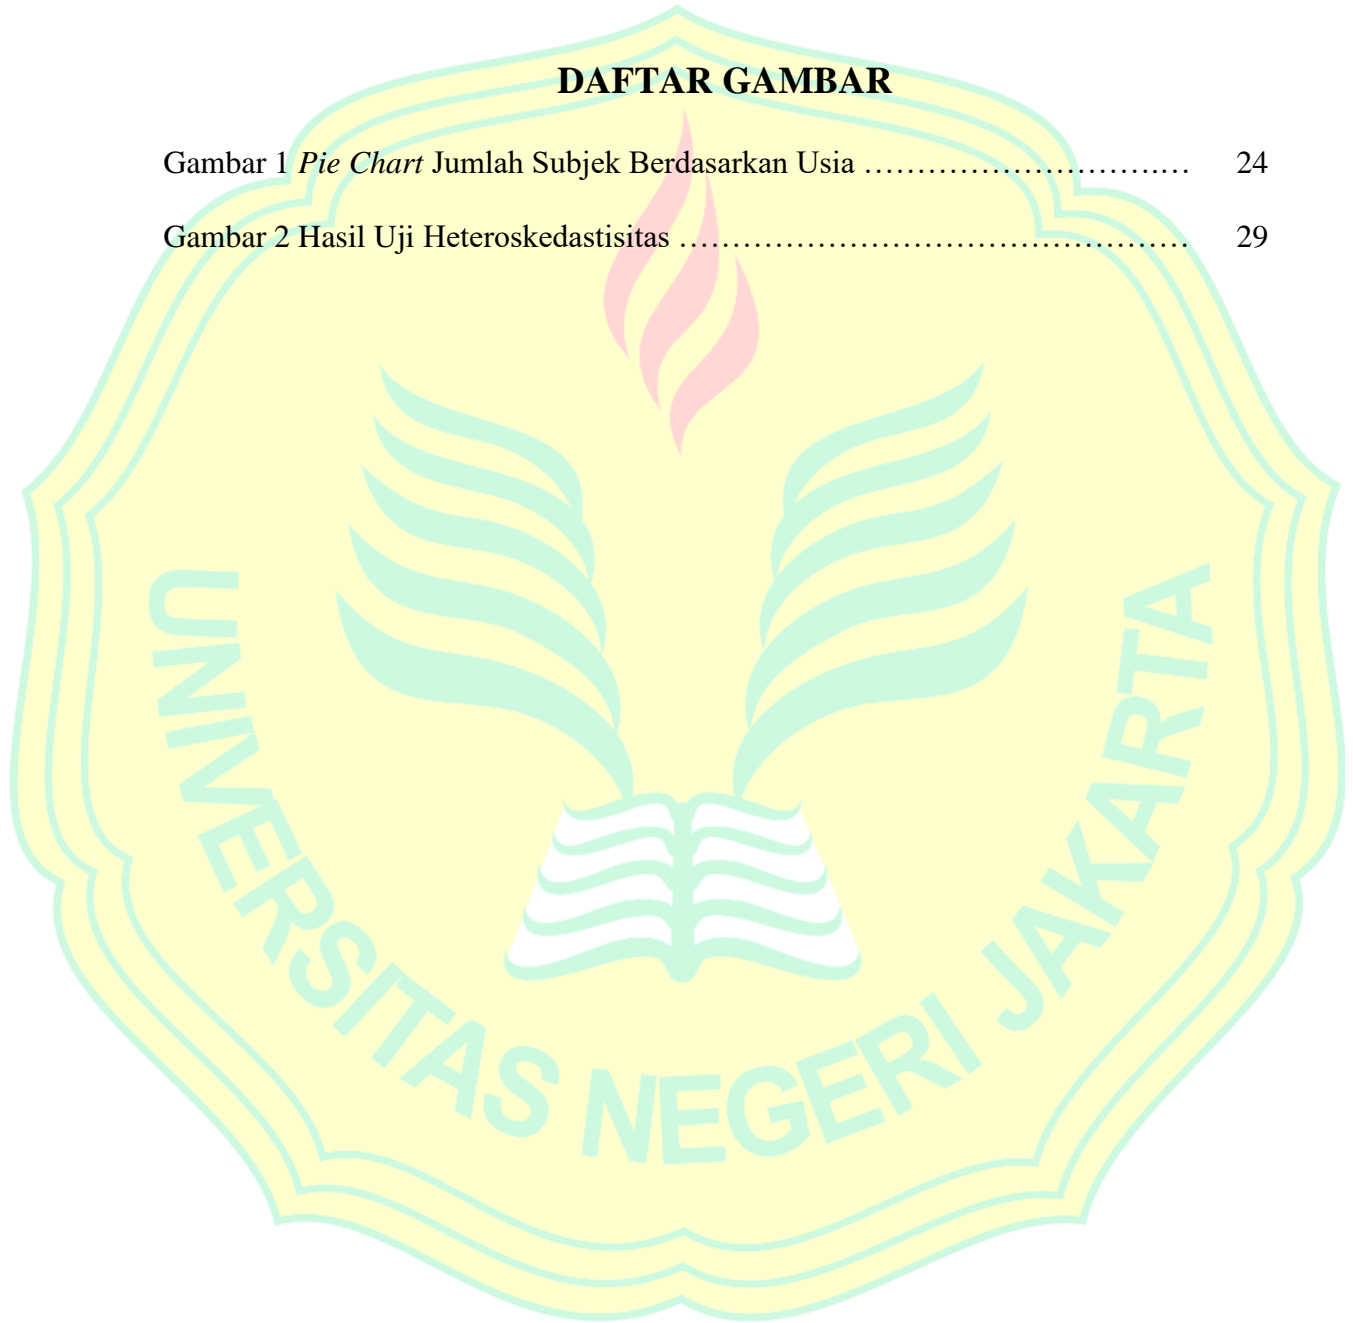 DAFTAR GAMBAR
Gambar 1 Pie Chart Jumlah Subjek Berdasarkan Usia ……………………….… 24
Gambar 2 Hasil Uji Heteroskedastisitas ………………………………………… 29
UNIVERSITAS NEGERI JAKARTA